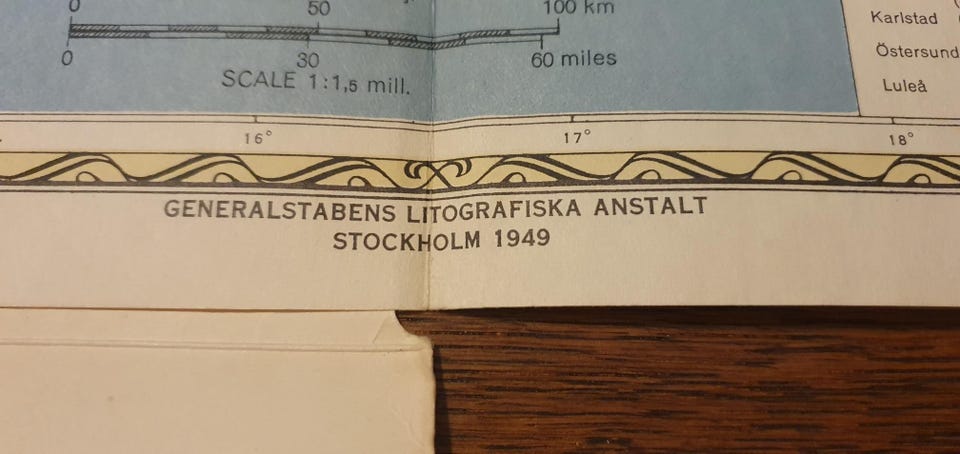 0 50 100 km
0 30 60 miles
SCALE 1:1,5 mill.
Karlstad
Östersund
Luleå
16° 17° 18°
GENERALSTABENS LITOGRAFISKA ANSTALT
STOCKHOLM 1949